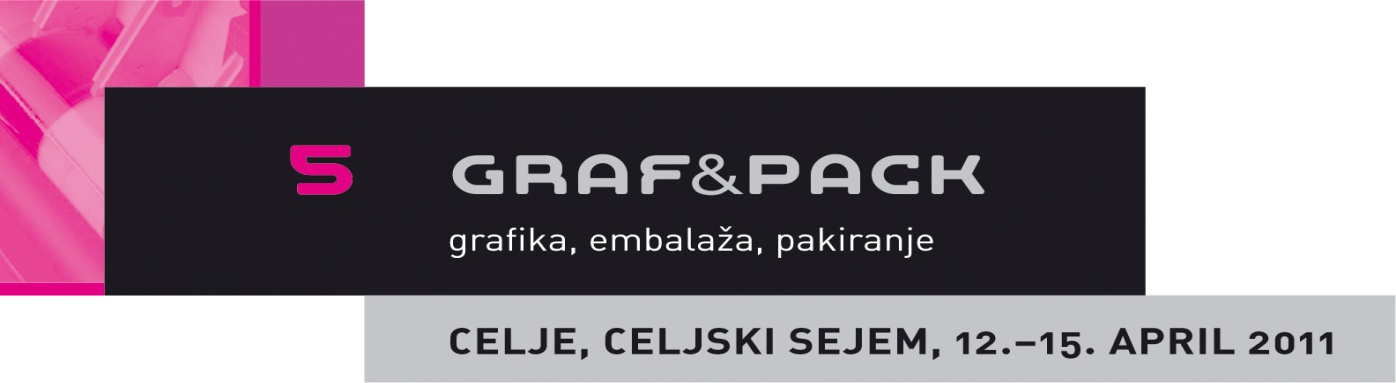 5 GRAF&PACK
grafika, embalaža, pakiranje
CELJE, CELJSKI SEJEM, 12.–15. APRIL 2011